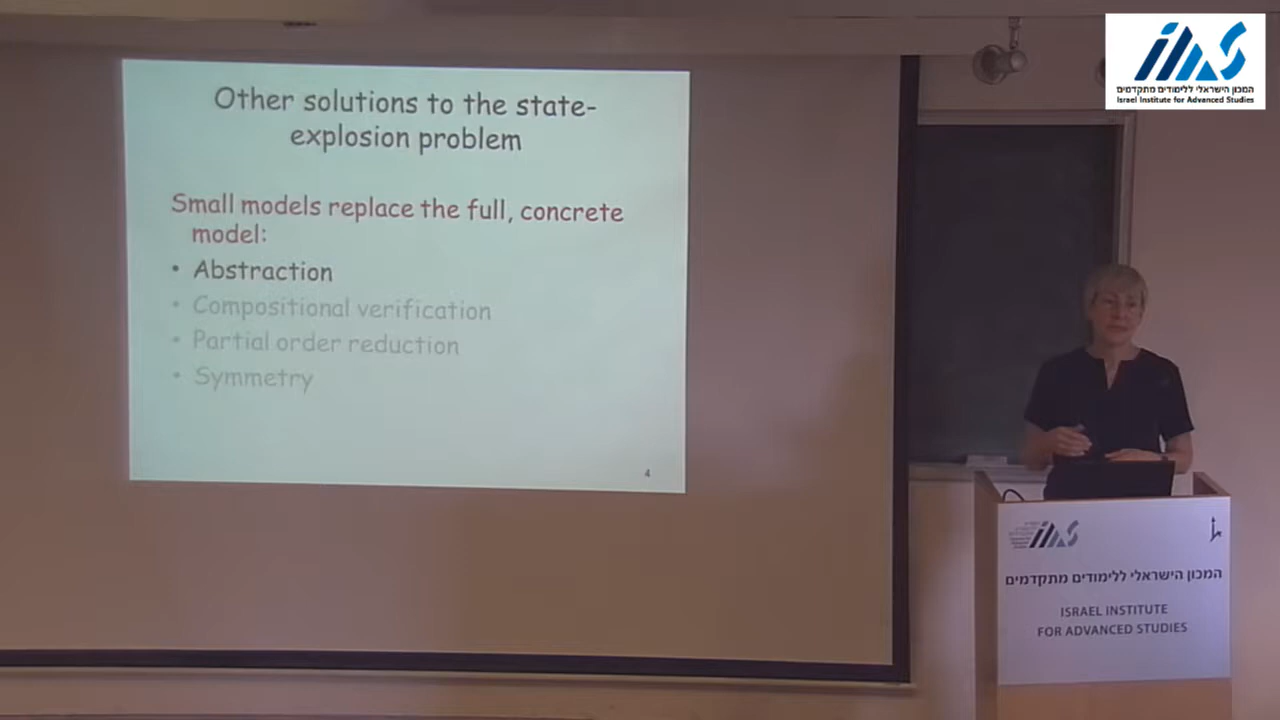 Other solutions to the state-
explosion problem
Small models replace the full, concrete
model:
• Abstraction
• Compositional verification
• Partial order reduction
• Symmetry
4
המכון הישראלי ללימודים מתקדמים
Israel Institute for Advanced Studies
המכון הישראלי ללימודים מתקדמים
ISRAEL INSTITUTE
FOR ADVANCED STUDIES